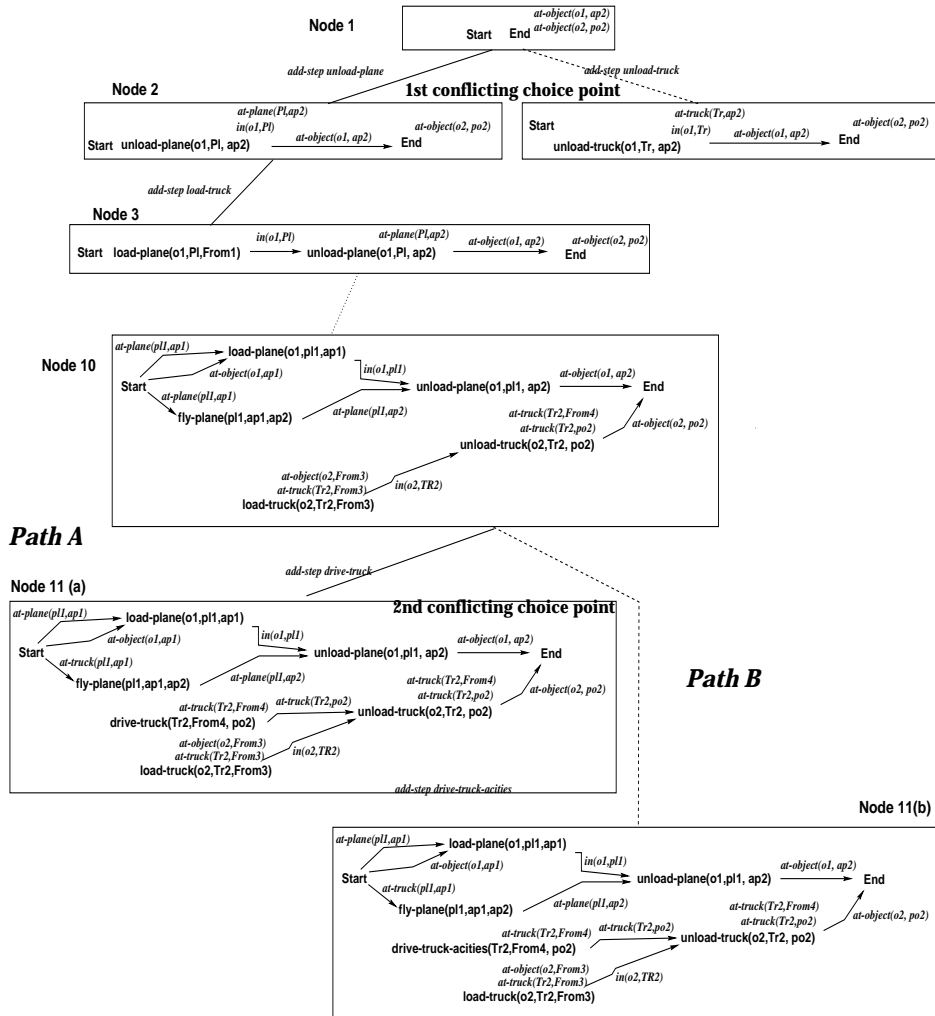 Node 1
at-object(o1, ap2)
at-object(o2, po2)
Start End
add-step unload-plane
add-step unload-truck
Node 2
1st conflicting choice point
at-plane(Pl,ap2)
in(o1,Pl)
at-object(o1, ap2)
at-object(o2, po2)
Start unload-plane(o1,Pl, ap2) End
at-truck(Tr,ap2)
Start
in(o1,Tr)
at-object(o1, ap2)
at-object(o2, po2)
unload-truck(o1,Tr, ap2) End
add-step load-truck
Node 3
in(o1,Pl)
at-plane(Pl,ap2)
at-object(o1, ap2)
at-object(o2, po2)
Start load-plane(o1,Pl,From1) unload-plane(o1,Pl, ap2) End
Node 10
at-plane(pl1,ap1)
load-plane(o1,pl1,ap1)
at-object(o1,ap1)
in(o1,pl1)
at-object(o1, ap2)
Start unload-plane(o1,pl1, ap2) End
at-plane(pl1,ap1)
fly-plane(pl1,ap1,ap2)
at-plane(pl1,ap2)
at-truck(Tr2,From4)
at-truck(Tr2,po2)
at-object(o2, po2)
unload-truck(o2,Tr2, po2)
at-object(o2,From3)
at-truck(Tr2,From3)
in(o2,TR2)
load-truck(o2,Tr2,From3)
Path A
add-step drive-truck
Node 11 (a)
2nd conflicting choice point
at-plane(pl1,ap1)
load-plane(o1,pl1,ap1)
at-object(o1,ap1)
in(o1,pl1)
at-object(o1, ap2)
Start unload-plane(o1,pl1, ap2) End
at-truck(pl1,ap1)
fly-plane(pl1,ap1,ap2)
at-plane(pl1,ap2)
at-truck(Tr2,From4)
at-truck(Tr2,po2)
at-object(o2, po2)
at-truck(Tr2,From4)
at-truck(Tr2,po2)
unload-truck(o2,Tr2, po2)
drive-truck(Tr2,From4, po2)
at-object(o2,From3)
at-truck(Tr2,From3)
in(o2,TR2)
load-truck(o2,Tr2,From3)
add-step drive-truck-acities
Path B
Node 11(b)
at-plane(pl1,ap1)
load-plane(o1,pl1,ap1)
at-object(o1,ap1)
in(o1,pl1)
at-object(o1, ap2)
Start unload-plane(o1,pl1, ap2) End
at-truck(pl1,ap1)
fly-plane(pl1,ap1,ap2)
at-plane(pl1,ap2)
at-truck(Tr2,From4)
at-truck(Tr2,po2)
at-object(o2, po2)
at-truck(Tr2,From4)
at-truck(Tr2,po2)
unload-truck(o2,Tr2, po2)
drive-truck-acities(Tr2,From4, po2)
at-object(o2,From3)
at-truck(Tr2,From3)
in(o2,TR2)
load-truck(o2,Tr2,From3)